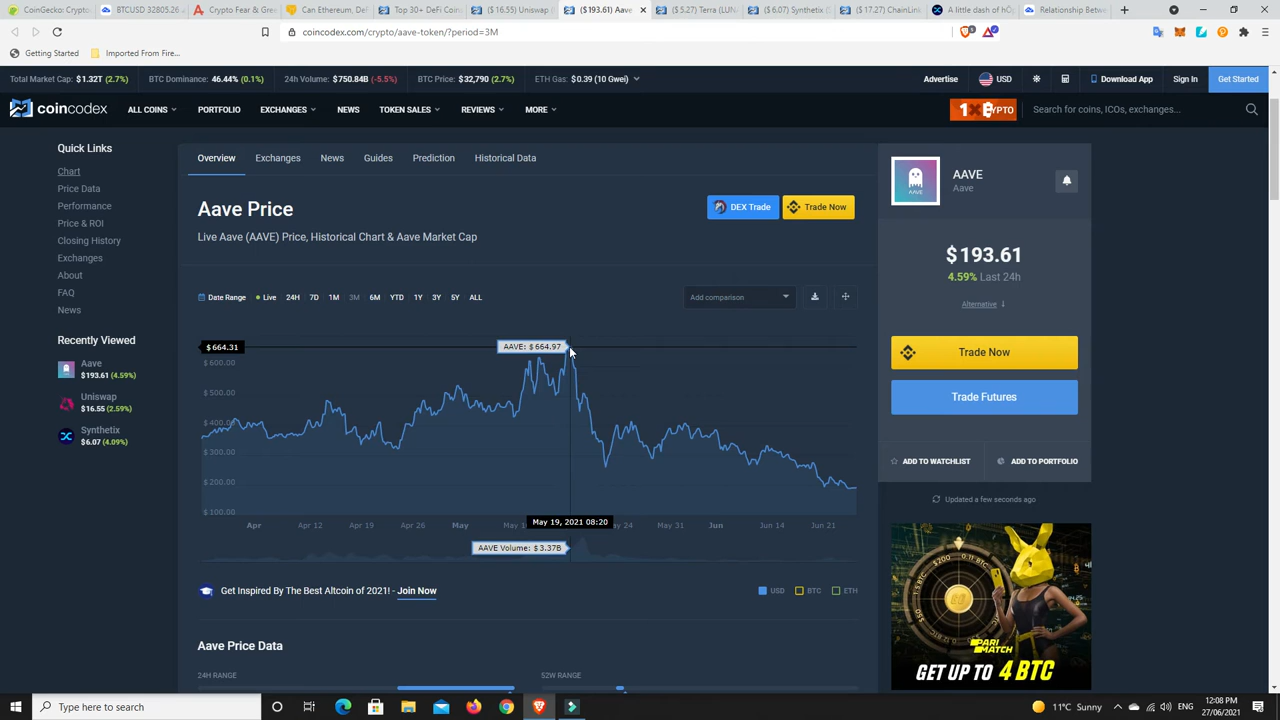 CoinGecko: Cryptoc
BTCUSD 32805.26
Crypto Fear & Gre
Can Ethereum, Def
Top 30+ Defi Coins
($16.55) Uniswap
($193.61) Aave
($5.27) Terra (LUN
($6.07) Synthetix (S
($17.27) ChainLink
A little dash of hO
Relationship Betwe
coincodex.com/crypto/aave-token/?period=3M
Getting Started
Imported From Fire...
Total Market Cap: $1.32T (2.7%)
BTC Dominance: 46.44% (0.1%)
24h Volume: $750.84B (-5.5%)
BTC Price: $32,790 (2.7%)
ETH Gas: $0.39 (10 Gwei)
Advertise
USD
Download App
Sign In
Get Started
coincodex
ALL COINS
PORTFOLIO
EXCHANGES
NEWS
TOKEN SALES
REVIEWS
MORE
Search for coins, ICOs, exchanges...
Quick Links
Chart
Price Data
Performance
Price & ROI
Closing History
Exchanges
About
FAQ
News
Recently Viewed
Aave
$193.61 (4.59%)
Uniswap
$16.55 (2.59%)
Synthetix
$6.07 (4.09%)
Overview
Exchanges
News
Guides
Prediction
Historical Data
Aave Price
DEX Trade
Trade Now
Live Aave (AAVE) Price, Historical Chart & Aave Market Cap
Date Range
Live
24H
7D
1M
3M
6M
YTD
1Y
3Y
5Y
ALL
Add comparison
$664.31
AAVE: $664.97
$600.00
$500.00
$400.00
$300.00
$200.00
$100.00
Apr
Apr 12
Apr 19
Apr 26
May
May 1
May 19, 2021 08:20
24
May 31
Jun
Jun 14
Jun 21
AAVE Volume: $3.37B
Get Inspired By The Best Altcoin of 2021! - Join Now
USD
BTC
ETH
Aave Price Data
24H RANGE
52W RANGE
AAVE
AAVE
Aave
$193.61
4.59% Last 24h
Alternative
Trade Now
Trade Futures
ADD TO WATCHLIST
ADD TO PORTFOLIO
Updated a few seconds ago
PARI
MATCH
GET UP TO 4 BTC
Type here to search
11°C Sunny
12:08 PM
27/06/2021